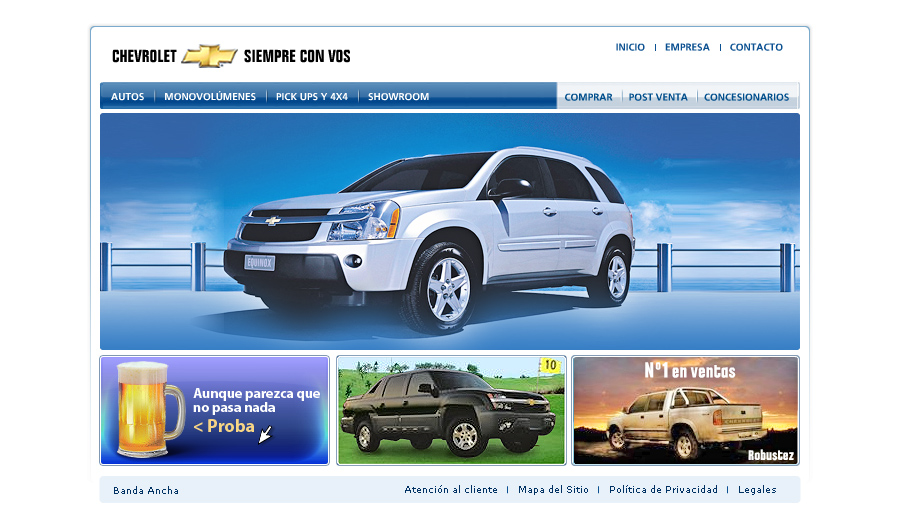 CHEVROLET SIEMPRE CON VOS
INICIO | EMPRESA | CONTACTO
AUTOS | MONOVOLÚMENES | PICK UPS Y 4X4 | SHOWROOM
COMPRAR | POST VENTA | CONCESIONARIOS
EQUINOX
Aunque parezca que
no pasa nada
< Proba
10
Nº1 en ventas
CHEVROLET
Robustez
Banda Ancha
Atención al cliente | Mapa del Sitio | Política de Privacidad | Legales